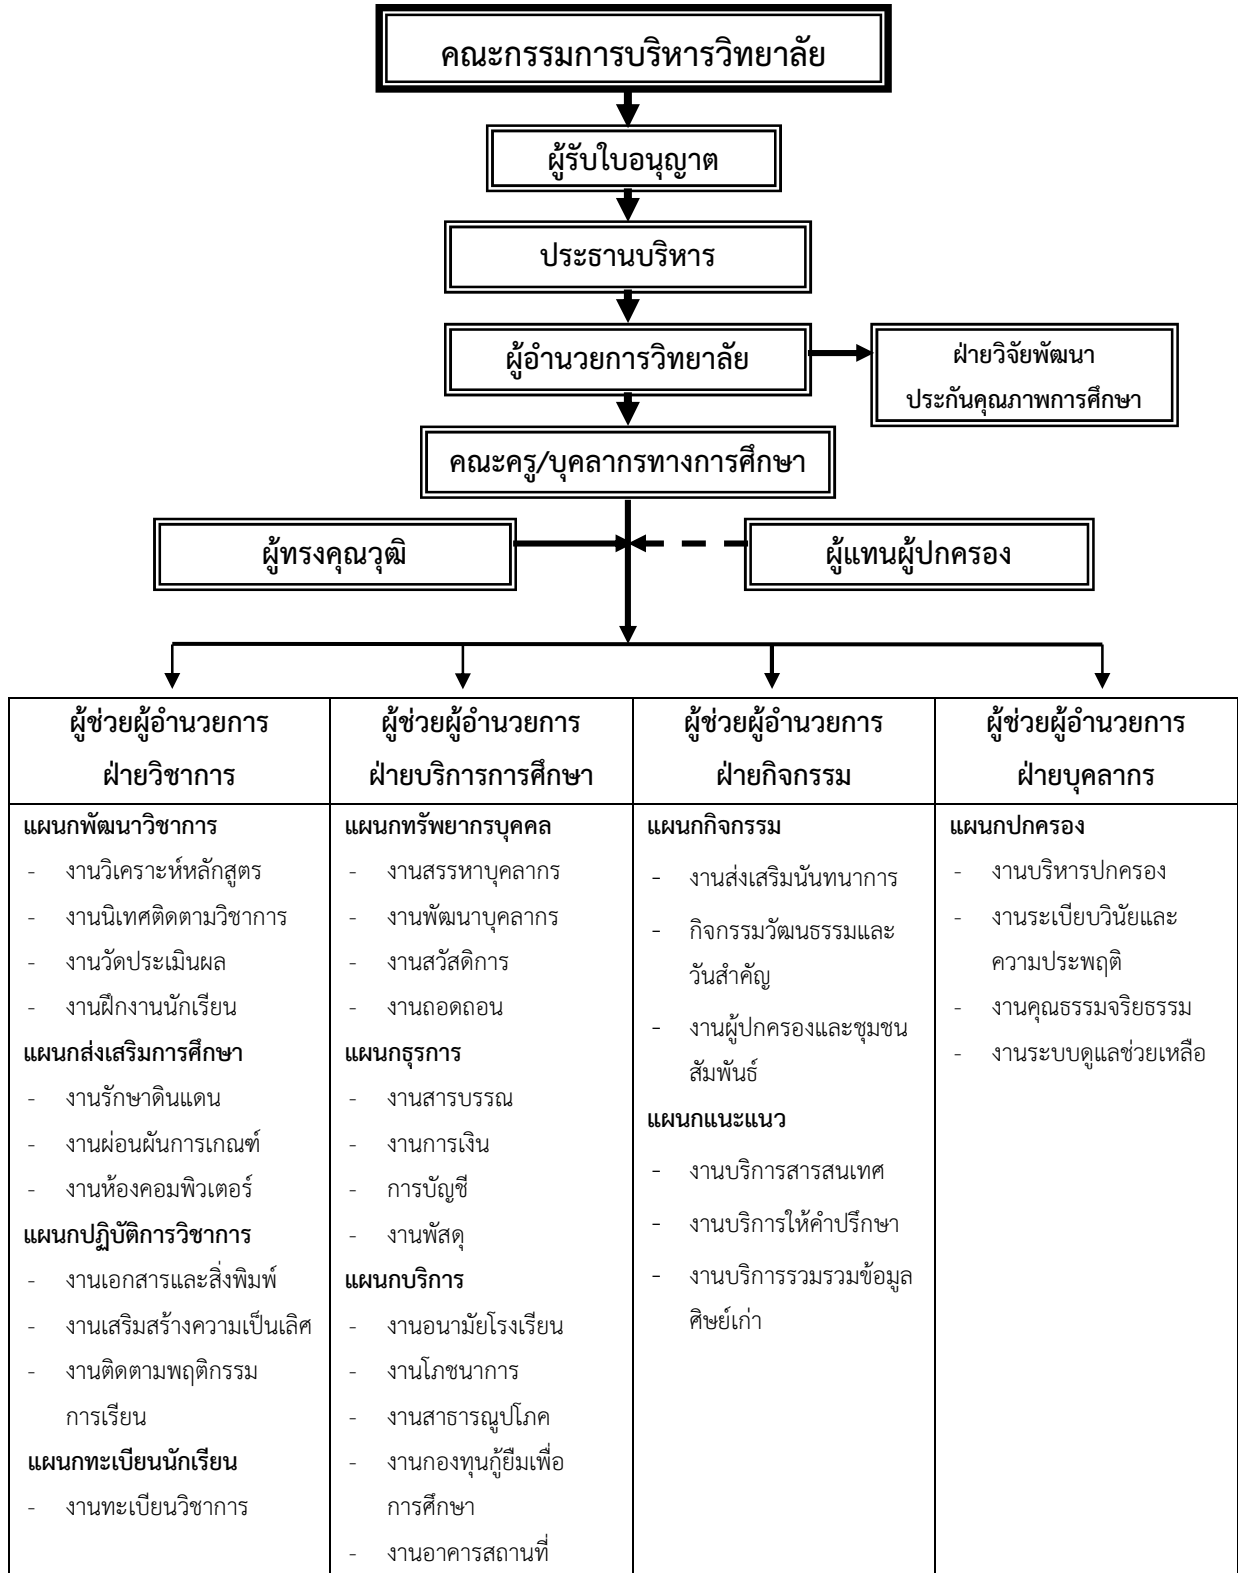 คณะกรรมการบริหารวิทยาลัย
ผู้รับใบอนุญาต
ประธานบริหาร
ผู้อำนวยการวิทยาลัย
ฝ่ายวิจัยพัฒนา
ประกันคุณภาพการศึกษา
คณะครู/บุคลากรทางการศึกษา
ผู้ทรงคุณวุฒิ
ผู้แทนผู้ปกครอง
ผู้ช่วยผู้อำนวยการ
ฝ่ายวิชาการ
แผนกพัฒนาวิชาการ
- งานวิเคราะห์หลักสูตร
- งานนิเทศติดตามวิชาการ
- งานวัดประเมินผล
- งานฝึกงานนักเรียน
แผนกส่งเสริมการศึกษา
- งานรักษาดินแดน
- งานผ่อนผันการเกณฑ์
- งานห้องคอมพิวเตอร์
แผนกปฏิบัติการวิชาการ
- งานเอกสารและสิ่งพิมพ์
- งานเสริมสร้างความเป็นเลิศ
- งานติดตามพฤติกรรม
การเรียน
แผนกทะเบียนนักเรียน
- งานทะเบียนวิชาการ
ผู้ช่วยผู้อำนวยการ
ฝ่ายบริการการศึกษา
แผนกทรัพยากรบุคคล
- งานสรรหาบุคลากร
- งานพัฒนาบุคลากร
- งานสวัสดิการ
- งานถอดถอน
แผนกธุรการ
- งานสารบรรณ
- งานการเงิน
- การบัญชี
- งานพัสดุ
แผนกบริการ
- งานอนามัยโรงเรียน
- งานโภชนาการ
- งานสาธารณูปโภค
- งานกองทุนกู้ยืมเพื่อ
การศึกษา
- งานอาคารสถานที่
ผู้ช่วยผู้อำนวยการ
ฝ่ายกิจกรรม
แผนกกิจกรรม
- งานส่งเสริมนันทนาการ
- กิจกรรมวัฒนธรรมและ
วันสำคัญ
- งานผู้ปกครองและชุมชน
สัมพันธ์
แผนกแนะแนว
- งานบริการสารสนเทศ
- งานบริการให้คำปรึกษา
- งานบริการรวมรวมข้อมูล
ศิษย์เก่า
ผู้ช่วยผู้อำนวยการ
ฝ่ายบุคลากร
แผนกปกครอง
- งานบริหารปกครอง
- งานระเบียบวินัยและ
ความประพฤติ
- งานคุณธรรมจริยธรรม
- งานระบบดูแลช่วยเหลือ